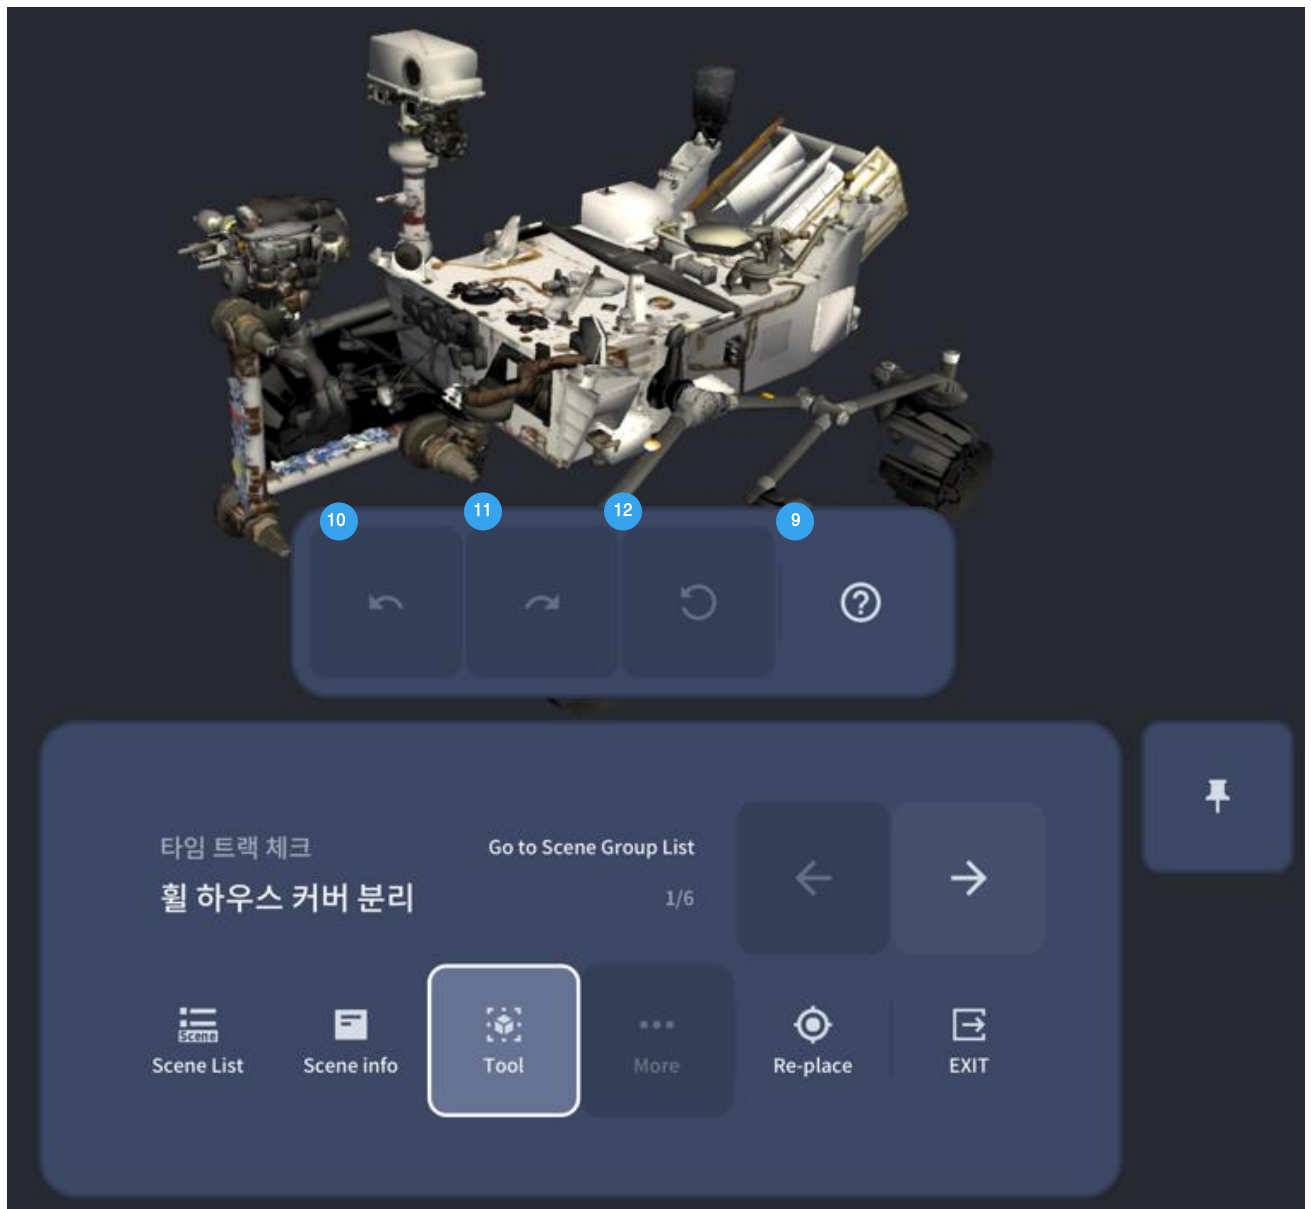 10
11
12
9
타임 트랙 체크
Go to Scene Group List
휠 하우스 커버 분리
1/6
Scene
Scene List
Scene info
Tool
More
Re-place
EXIT